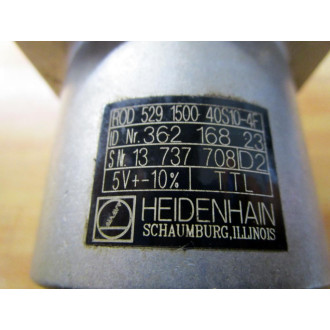 ROD 529 1500 40S10-4F
ID Nr. 362 168 23
S Nr. 13 737 708 D2
5V+-10% TTL
HEIDENHAIN
SCHAUMBURG, ILLINOIS